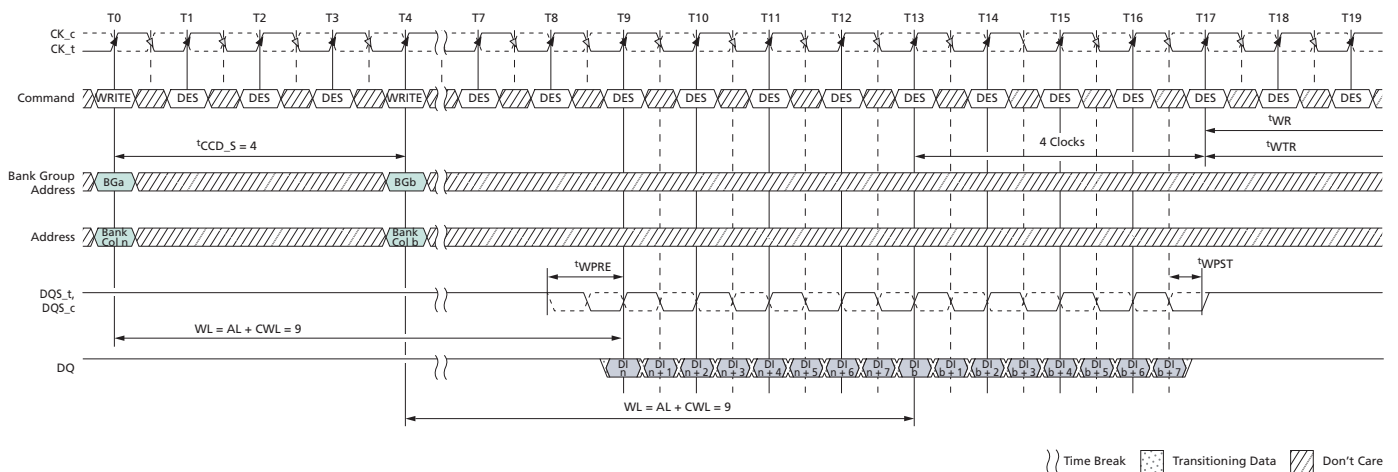 T0 T1 T2 T3 T4 T7 T8 T9 T10 T11 T12 T13 T14 T15 T16 T17 T18 T19
CK_c
CK_t
Command WRITE DES DES DES WRITE DES DES DES DES DES DES DES DES DES DES DES DES DES
tWR
tCCD_S = 4
4 Clocks
tWTR
Bank Group
Address
BGa BGb
Address
Bank
Col n
Bank
Col b
tWPRE
tWPST
DQS_t,
DQS_c
WL = AL + CWL = 9
DQ
DI
n
DI
n + 1
DI
n + 2
DI
n + 3
DI
n + 4
DI
n + 5
DI
n + 6
DI
n + 7
DI
b
DI
b + 1
DI
b + 2
DI
b + 3
DI
b + 4
DI
b + 5
DI
b + 6
DI
b + 7
WL = AL + CWL = 9
Time Break Transitioning Data Don't Care